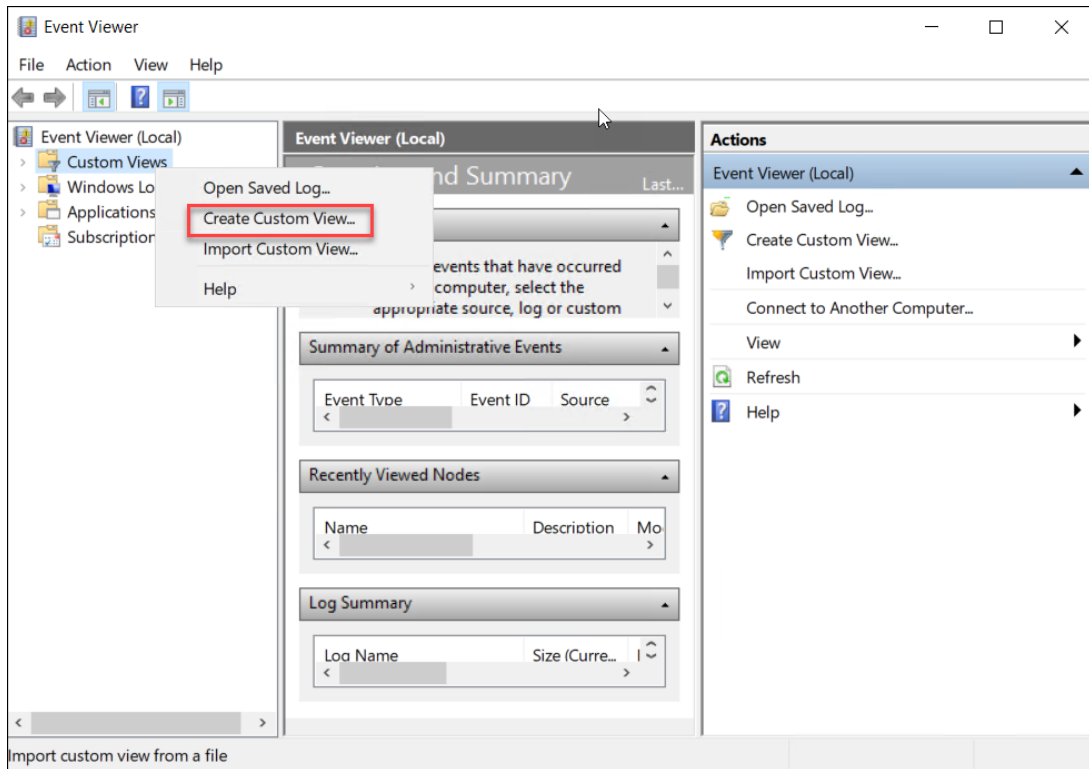 Event Viewer
File Action View Help
Event Viewer (Local)
Custom Views
Windows Lo
Applications
Subscription
Open Saved Log...
Create Custom View...
Import Custom View...
Help
Event Viewer (Local)
nd Summary Last...
events that have occurred
computer, select the
appropriate source, log or custom
Summary of Administrative Events
Event Type Event ID Source
Recently Viewed Nodes
Name Description Mo
Log Summary
Log Name Size (Curre...
Actions
Event Viewer (Local)
Open Saved Log...
Create Custom View...
Import Custom View...
Connect to Another Computer...
View
Refresh
Help
Import custom view from a file